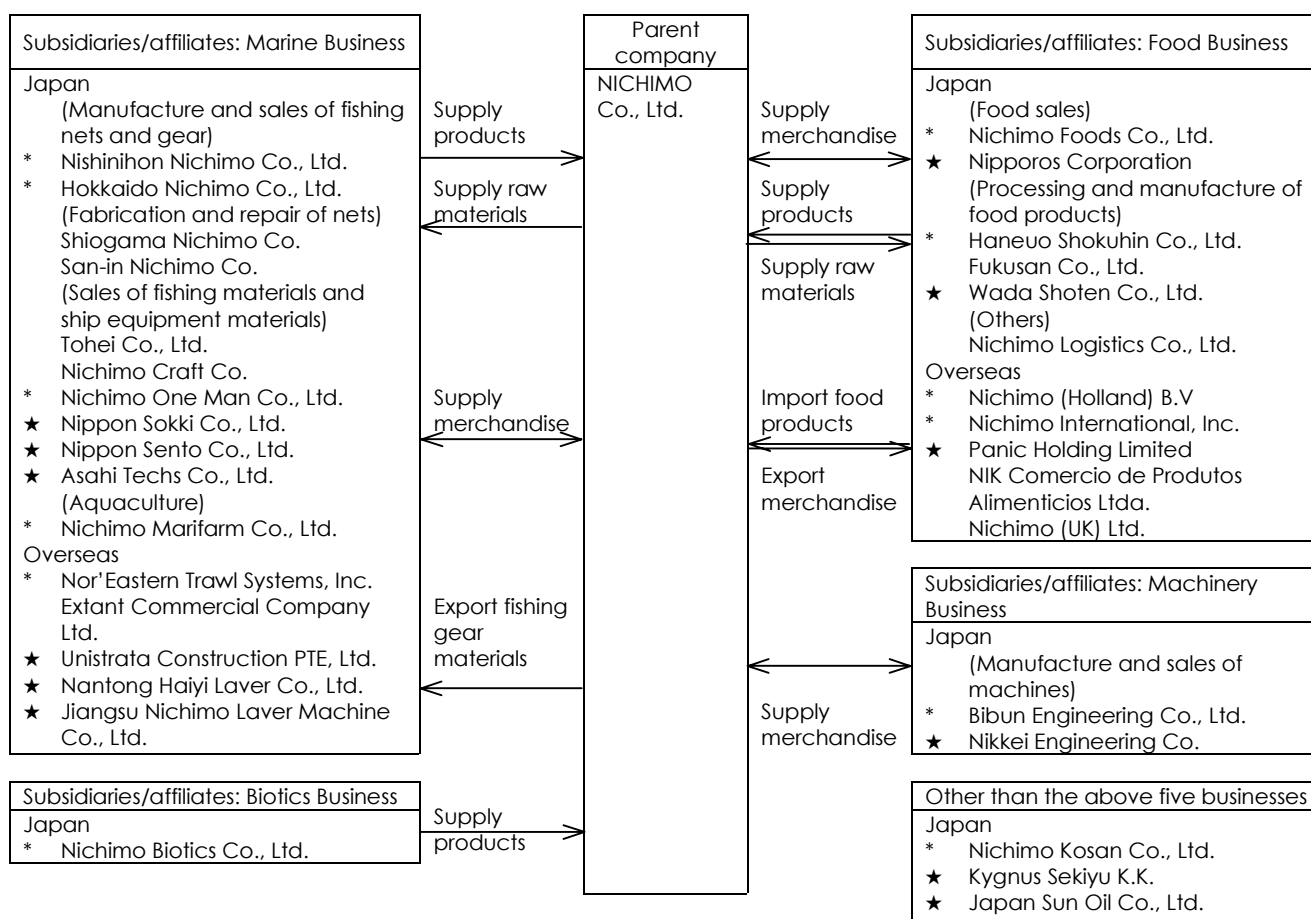 Subsidiaries/affiliates: Marine Business
Japan
(Manufacture and sales of fishing
nets and gear)
* Nishinihon Nichimo Co., Ltd.
* Hokkaido Nichimo Co., Ltd.
(Fabrication and repair of nets)
Shiogama Nichimo Co.
San-in Nichimo Co.
(Sales of fishing materials and
ship equipment materials)
Tohei Co., Ltd.
Nichimo Craft Co.
* Nichimo One Man Co., Ltd.
★ Nippon Sokki Co., Ltd.
★ Nippon Sento Co., Ltd.
★ Asahi Techs Co., Ltd.
(Aquaculture)
* Nichimo Marifarm Co., Ltd.
Overseas
* Nor'Eastern Trawl Systems, Inc.
Extant Commercial Company
Ltd.
★ Unistrata Construction PTE, Ltd.
★ Nantong Haiyi Laver Co., Ltd.
★ Jiangsu Nichimo Laver Machine
Co., Ltd.
Subsidiaries/affiliates: Biotics Business
Japan
* Nichimo Biotics Co., Ltd.
Supply
products
Supply raw
materials
Supply
merchandise
Export fishing
gear
materials
Supply
products
Parent
company
NICHIMO
Co., Ltd.
Supply
merchandise
Supply
products
Supply raw
materials
Import food
products
Export
merchandise
Supply
merchandise
Subsidiaries/affiliates: Food Business
Japan
(Food sales)
* Nichimo Foods Co., Ltd.
★ Nipporos Corporation
(Processing and manufacture of
food products)
* Haneuo Shokuhin Co., Ltd.
Fukusan Co., Ltd.
★ Wada Shoten Co., Ltd.
(Others)
Nichimo Logistics Co., Ltd.
Overseas
* Nichimo (Holland) B.V
* Nichimo International, Inc.
★ Panic Holding Limited
NIK Comercio de Produtos
Alimenticios Ltda.
Nichimo (UK) Ltd.
Subsidiaries/affiliates: Machinery
Business
Japan
(Manufacture and sales of
machines)
* Bibun Engineering Co., Ltd.
★ Nikkei Engineering Co.
Other than the above five businesses
Japan
* Nichimo Kosan Co., Ltd.
★ Kygnus Sekiyu K.K.
★ Japan Sun Oil Co., Ltd.